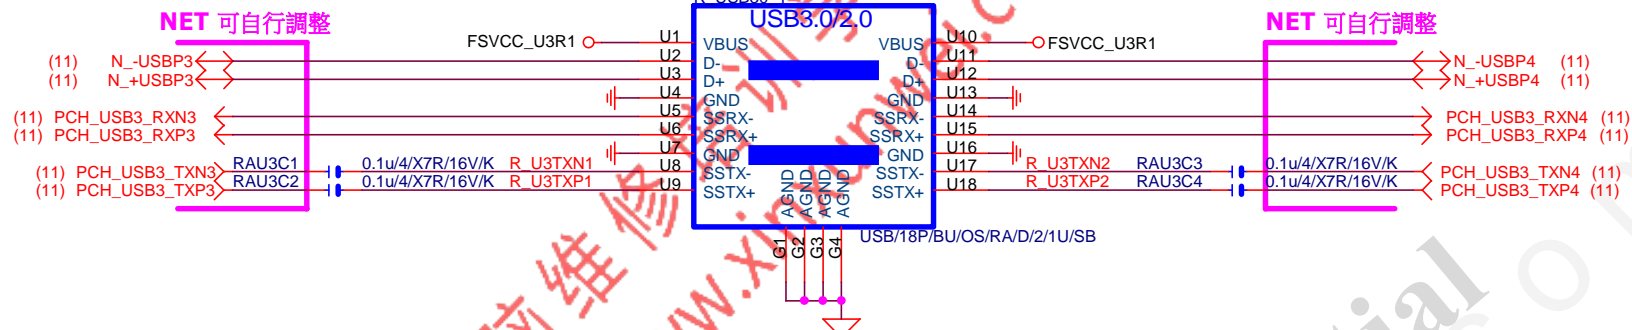 NET 可自行調整
USB3.0/2.0
NET 可自行調整
FSVCC_U3R1
U1
VBUS
VBUS
U10
FSVCC_U3R1
(11) N_-USBP3
U2
D-
D-
U11
N_-USBP4 (11)
(11) N_+USBP3
U3
D+
D+
U12
N_+USBP4 (11)
U4
GND
GND
U13
(11) PCH_USB3_RXN3
U5
SSRX-
SSRX-
U14
PCH_USB3_RXN4 (11)
(11) PCH_USB3_RXP3
U6
SSRX+
SSRX+
U15
PCH_USB3_RXP4 (11)
U7
GND
GND
U16
(11) PCH_USB3_TXN3
RAU3C1
0.1u/4/X7R/16V/K
R_U3TXN1
U8
SSTX-
SSTX-
U17
R_U3TXN2
RAU3C3
0.1u/4/X7R/16V/K
PCH_USB3_TXN4 (11)
(11) PCH_USB3_TXP3
RAU3C2
0.1u/4/X7R/16V/K
R_U3TXP1
U9
SSTX+
SSTX+
U18
R_U3TXP2
RAU3C4
0.1u/4/X7R/16V/K
PCH_USB3_TXP4 (11)
AGND
AGND
AGND
AGND
G1
G2
G3
G4
USB/18P/BU/OS/RA/D/2/1U/SB